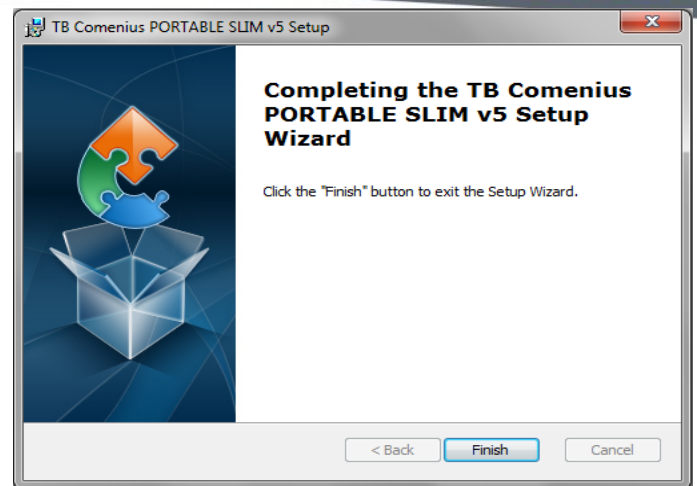 TB Comenius PORTABLE SLIM v5 Setup
Completing the TB Comenius
PORTABLE SLIM v5 Setup
Wizard
Click the "Finish" button to exit the Setup Wizard.
< Back
Finish
Cancel